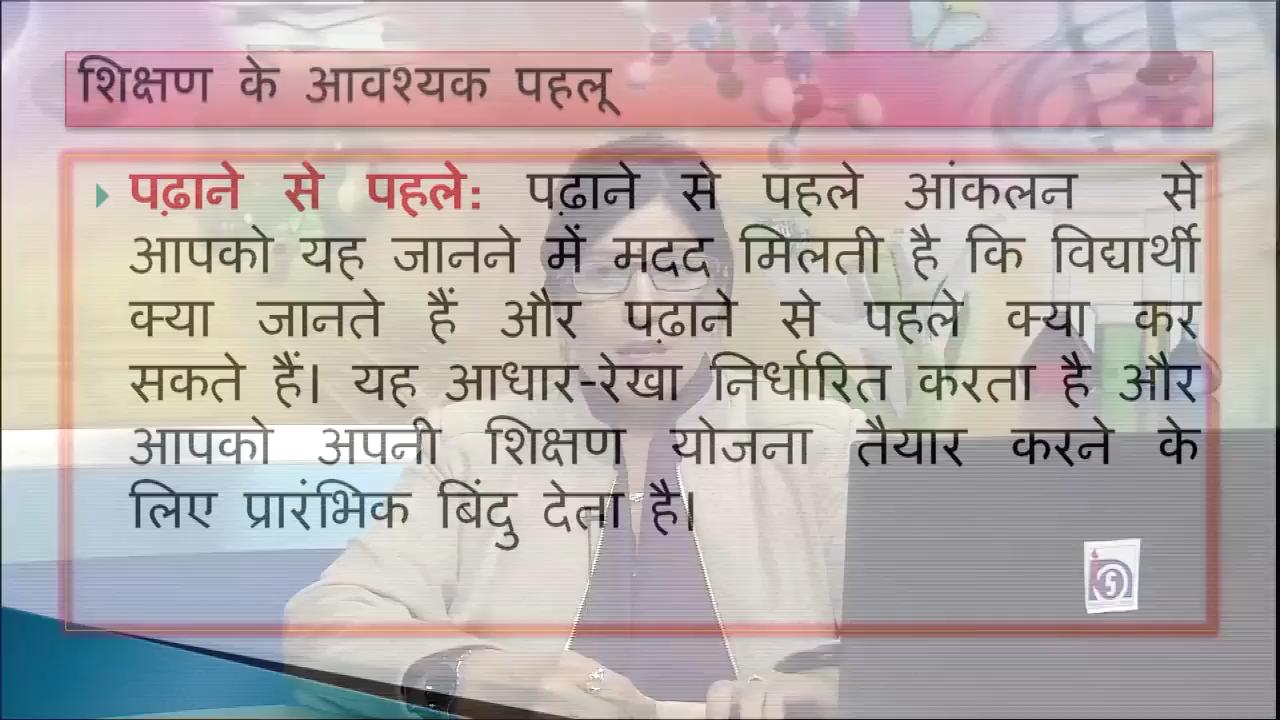 शिक्षण के आवश्यक पहलू
पढ़ाने से पहले: पढ़ाने से पहले आंकलन से
आपको यह जानने में मदद मिलती है कि विद्यार्थी
क्या जानते हैं और पढ़ाने से पहले क्या कर
सकते हैं। यह आधार-रेखा निर्धारित करता है और
आपको अपनी शिक्षण योजना तैयार करने के
लिए प्रारंभिक बिंदु देता है।